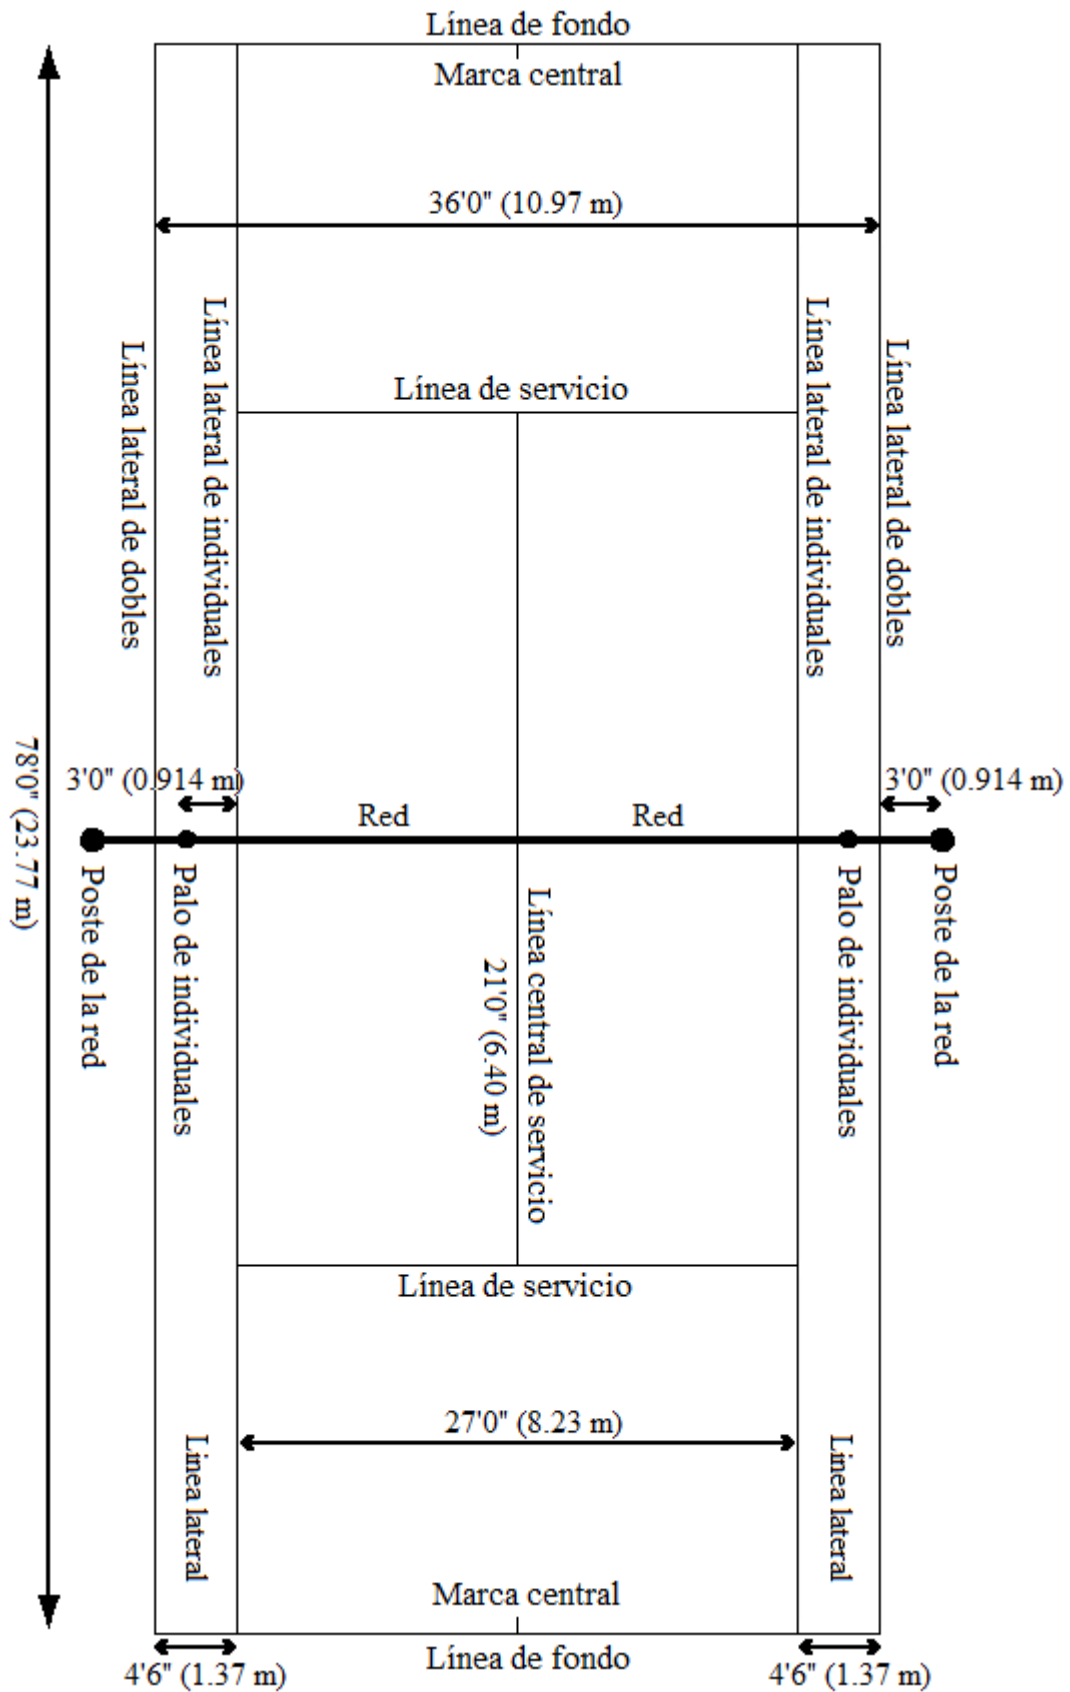 Línea de fondo
Marca central
36'0" (10.97 m)
Línea lateral de dobles
Línea lateral de individuales
Línea lateral de individuales
Línea lateral de dobles
Línea de servicio
78'0" (23.77 m)
3'0" (0.914 m)
3'0" (0.914 m)
Red
Red
Poste de la red
Palo de individuales
21'0" (6.40 m)
Línea central de servicio
Palo de individuales
Poste de la red
Línea de servicio
27'0" (8.23 m)
Linea lateral
Linea lateral
Marca central
Línea de fondo
4'6" (1.37 m)
4'6" (1.37 m)